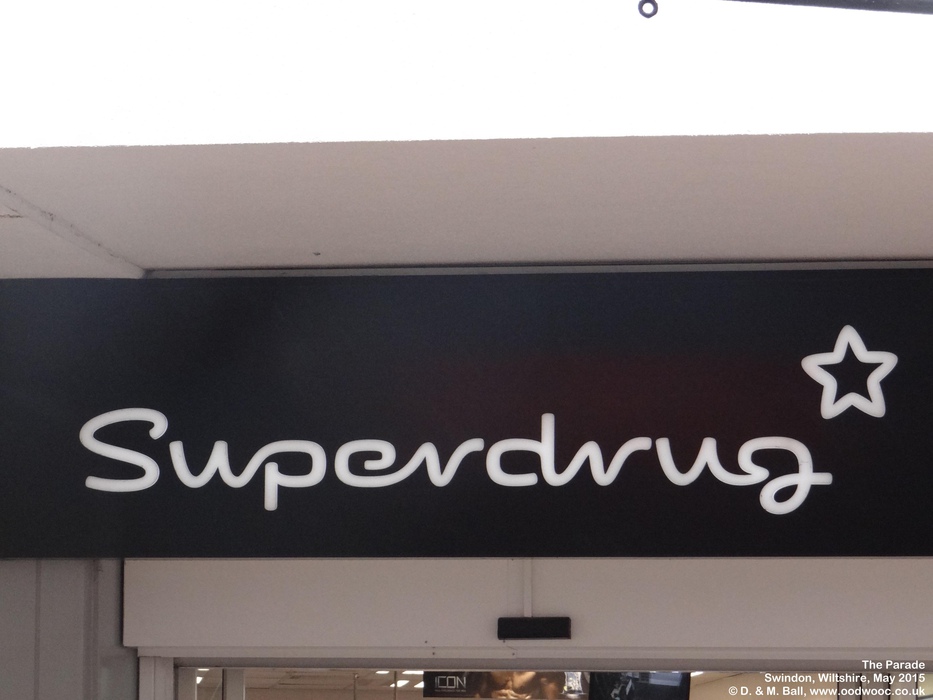 Superdrug
ICON
The Parade
Swindon, Wiltshire, May 2015
© D. & M. Ball, www.oodwooc.co.uk